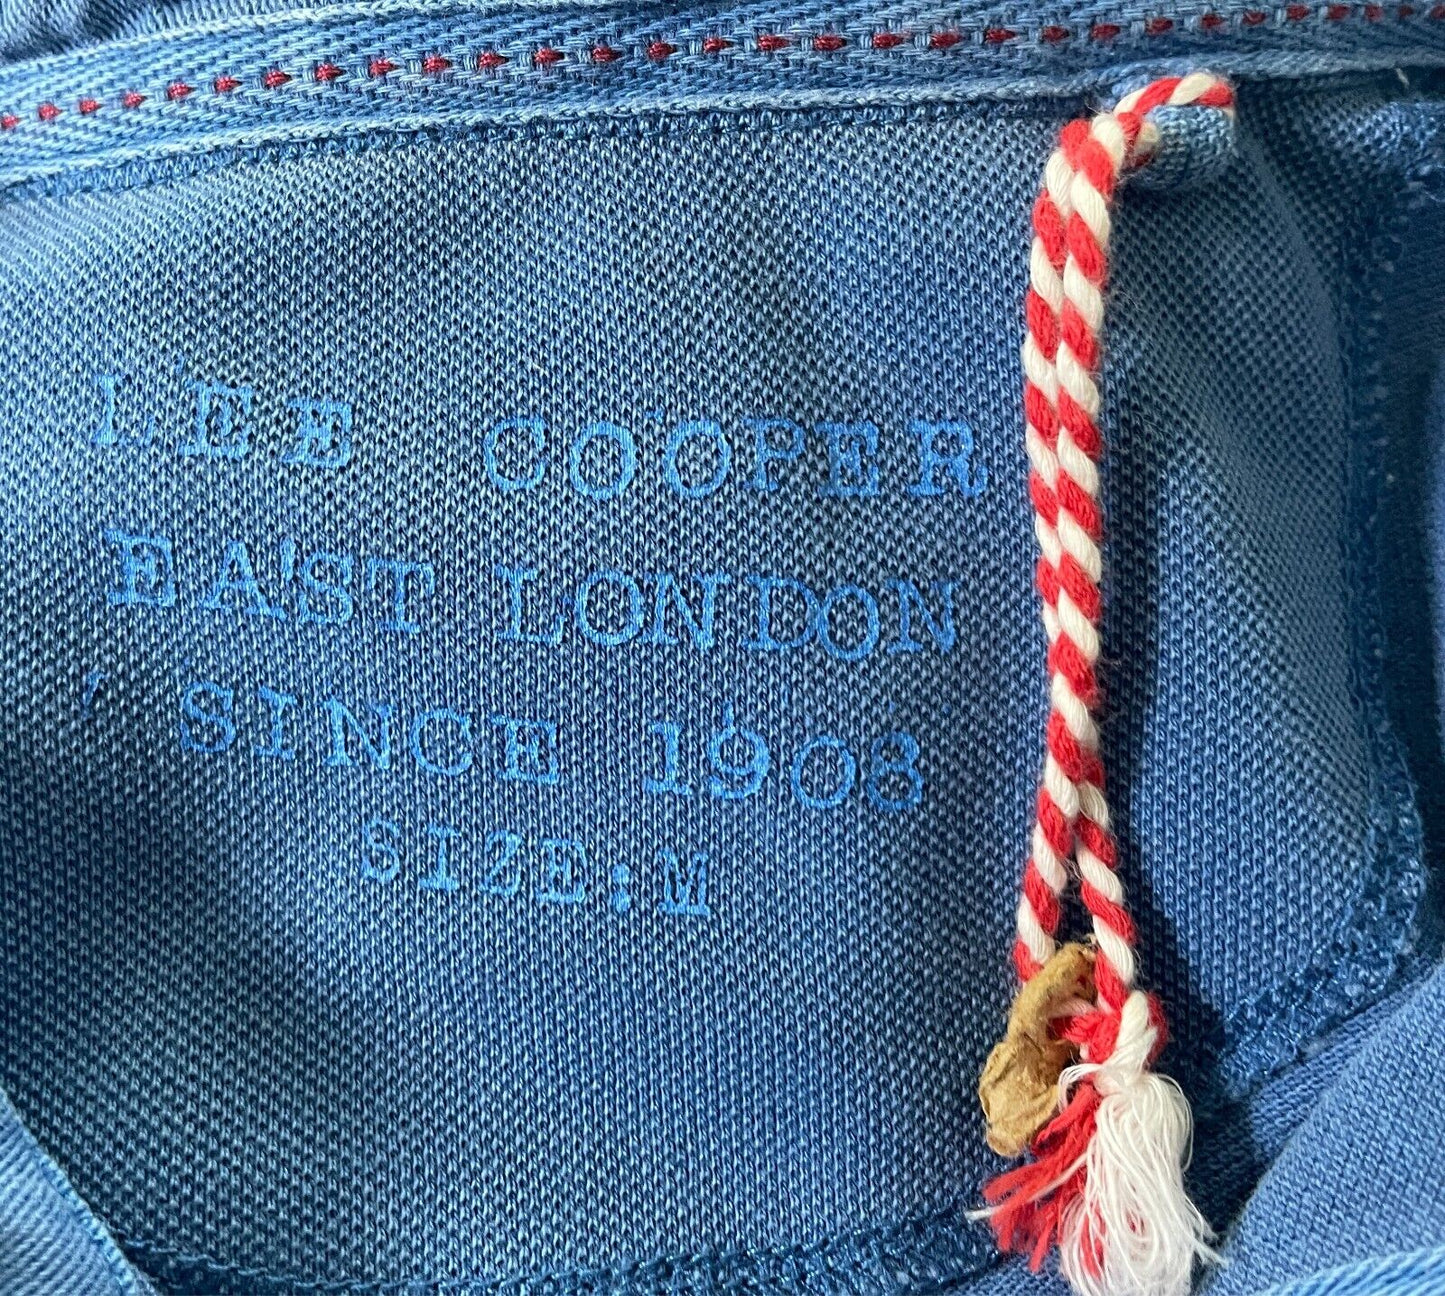 LEE COOPER
EAST LONDON
SINCE 1908
SIZE:M